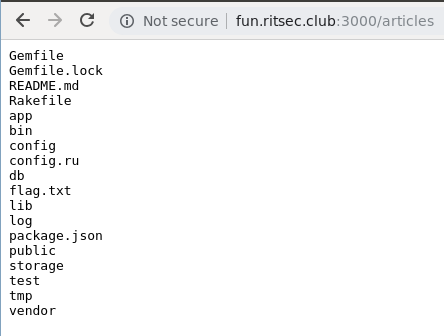 Not secure | fun.ritsec.club:3000/articles
Gemfile
Gemfile.lock
README.md
Rakefile
app
bin
config
config.ru
db
flag.txt
lib
log
package.json
public
storage
test
tmp
vendor